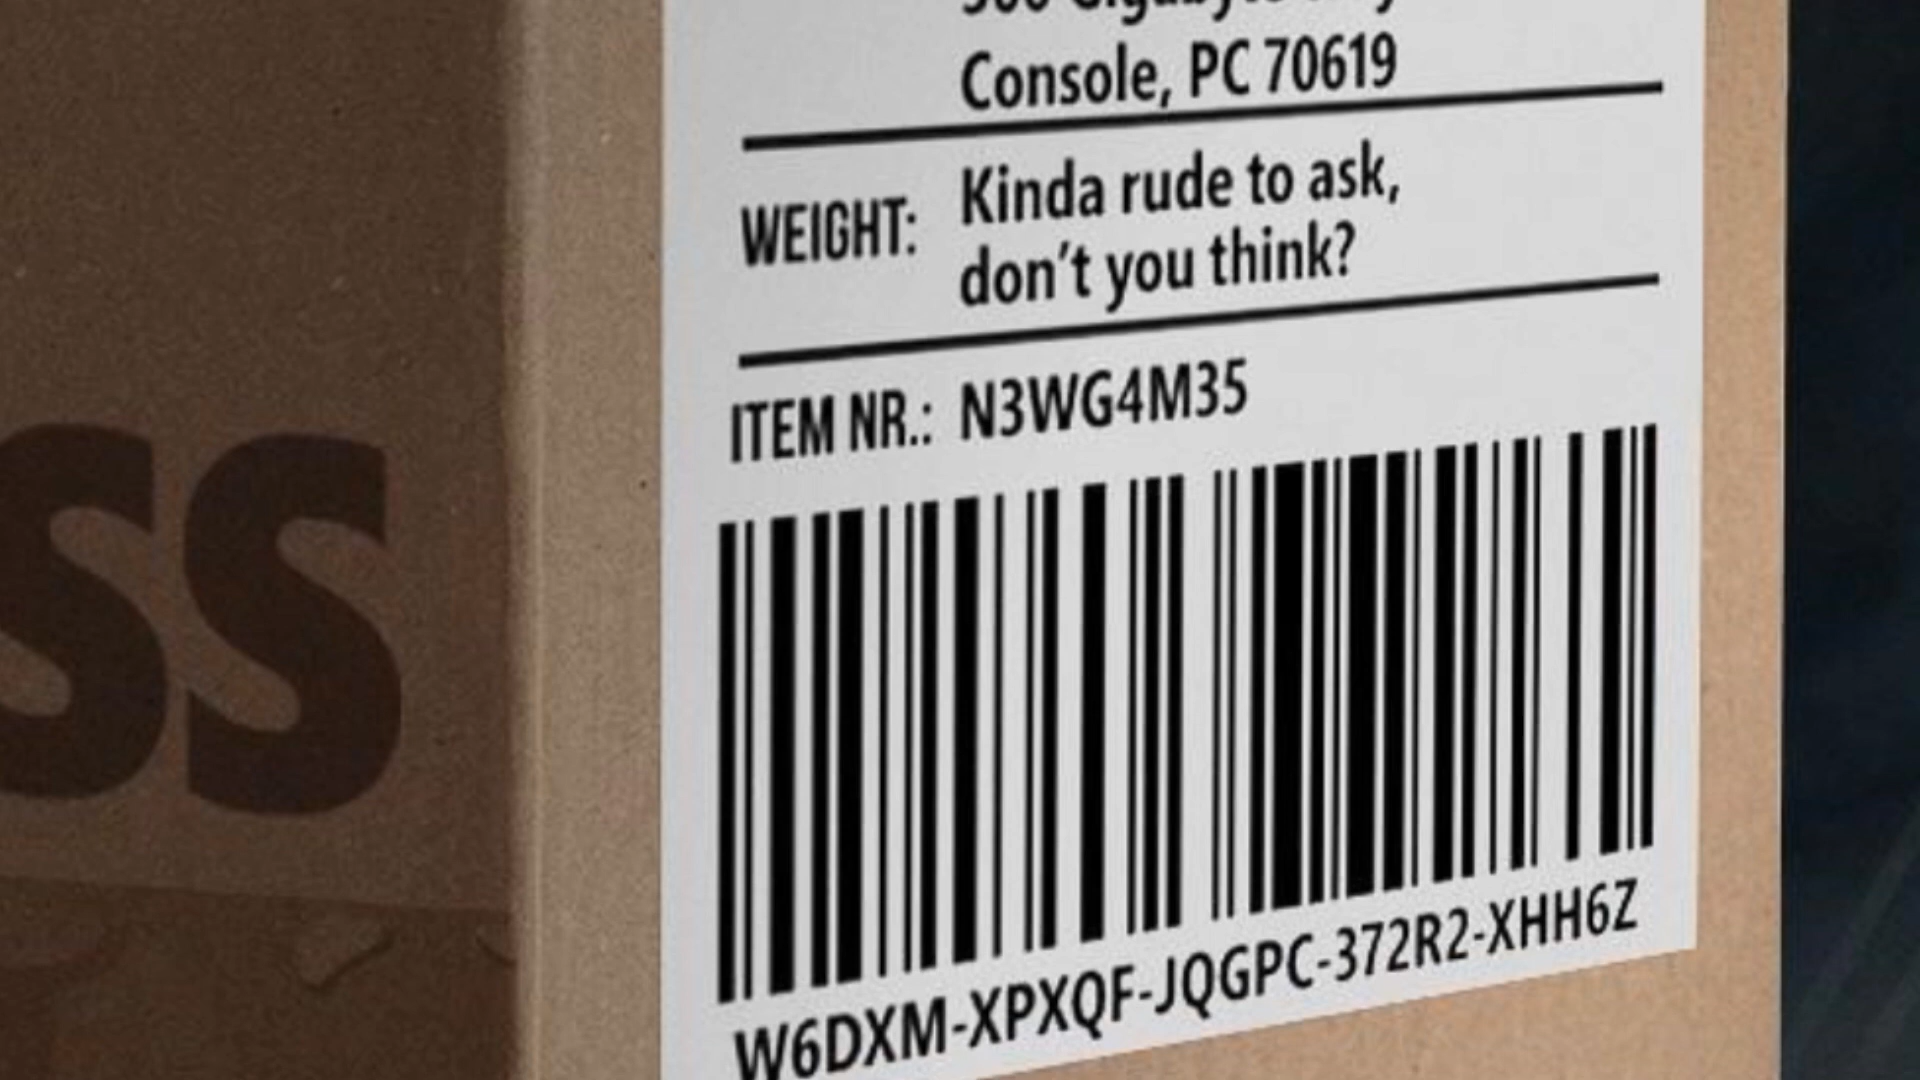 Console, PC 70619
WEIGHT: Kinda rude to ask,
don't you think?
ITEM NR.: N3WG4M35
SS
W6DXM-XPXQF-JQGPC-372R2-XHH6Z